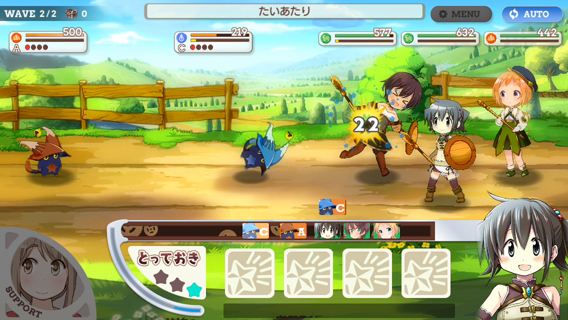 WAVE 2/2 0
たいあたり
MENU
AUTO
500
A
219
C
577
632
442
22
C
C A
とっておき
SUPPORT